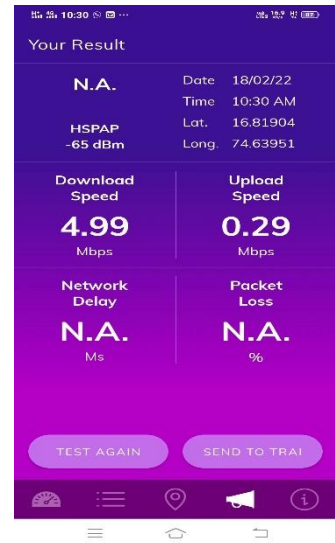 10:30
Your Result
N.A.
HSPAP
-65 dBm
Date 18/02/22
Time 10:30 AM
Lat. 16.81904
Long. 74.63951
Download Speed
4.99
Mbps
Upload Speed
0.29
Mbps
Network Delay
N.A.
Ms
Packet Loss
N.A.
%
TEST AGAIN
SEND TO TRAI